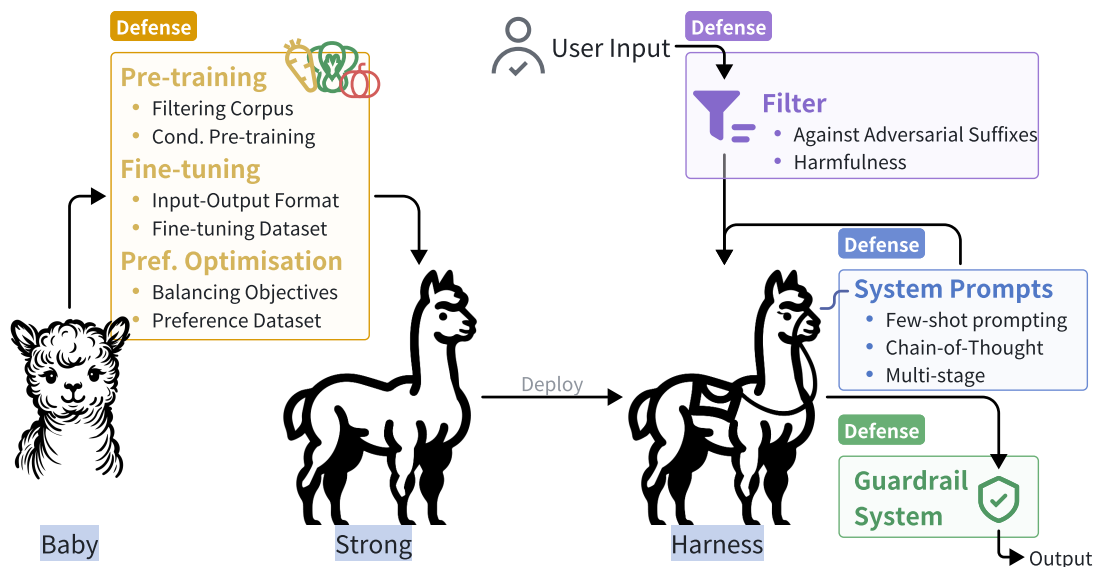 Defense
Pre-training
Filtering Corpus
Cond. Pre-training
Fine-tuning
Input-Output Format
Fine-tuning Dataset
Pref. Optimisation
Balancing Objectives
Preference Dataset
Baby
Strong
Deploy
User Input
Defense
Filter
Against Adversarial Suffixes
Harmfulness
Defense
System Prompts
Few-shot prompting
Chain-of-Thought
Multi-stage
Harness
Defense
Guardrail
System
Output